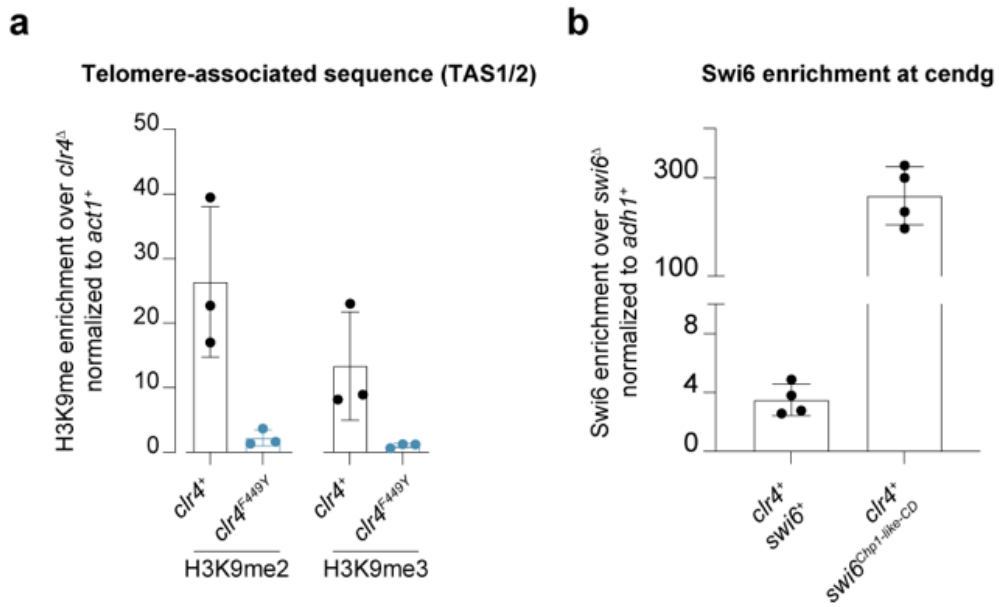 a
Telomere-associated sequence (TAS1/2)
H3K9me enrichment over clr4Δ
normalized to act1+
50
40
30
20
10
0
clr4+
clr4F449Y
clr4+
clr4F449Y
H3K9me2
H3K9me3
b
Swi6 enrichment at cendg
Swi6 enrichment over swi6Δ
normalized to adh1+
300
100
8
4
0
clr4+
swi6+
clr4+
swi6Chp1-like-CD